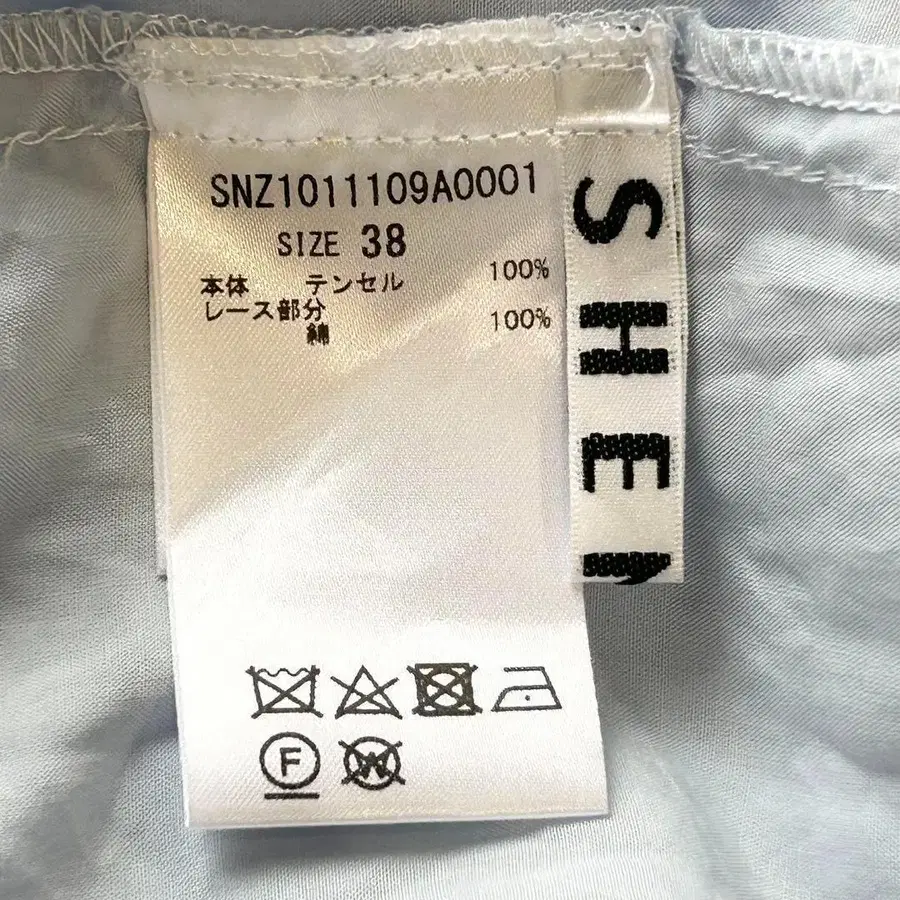 SNZ1011109A0001
SIZE 38
本体 テンセル 100%
レース部分
綿 100%
F
W
SHE